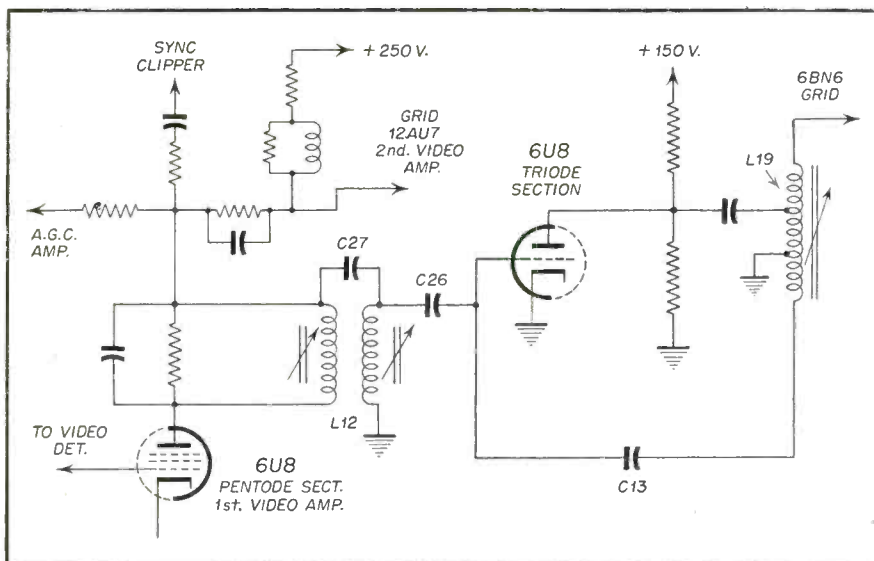 SYNC
CLIPPER
+250 V.
+150 V.
6BN6
GRID
GRID
12AU7
2nd. VIDEO
AMP.
6U8
TRIODE
SECTION
L19
A.G.C.
AMP.
C27
C26
L12
TO VIDEO
DET.
6U8
PENTODE SECT.
1st. VIDEO AMP.
C13